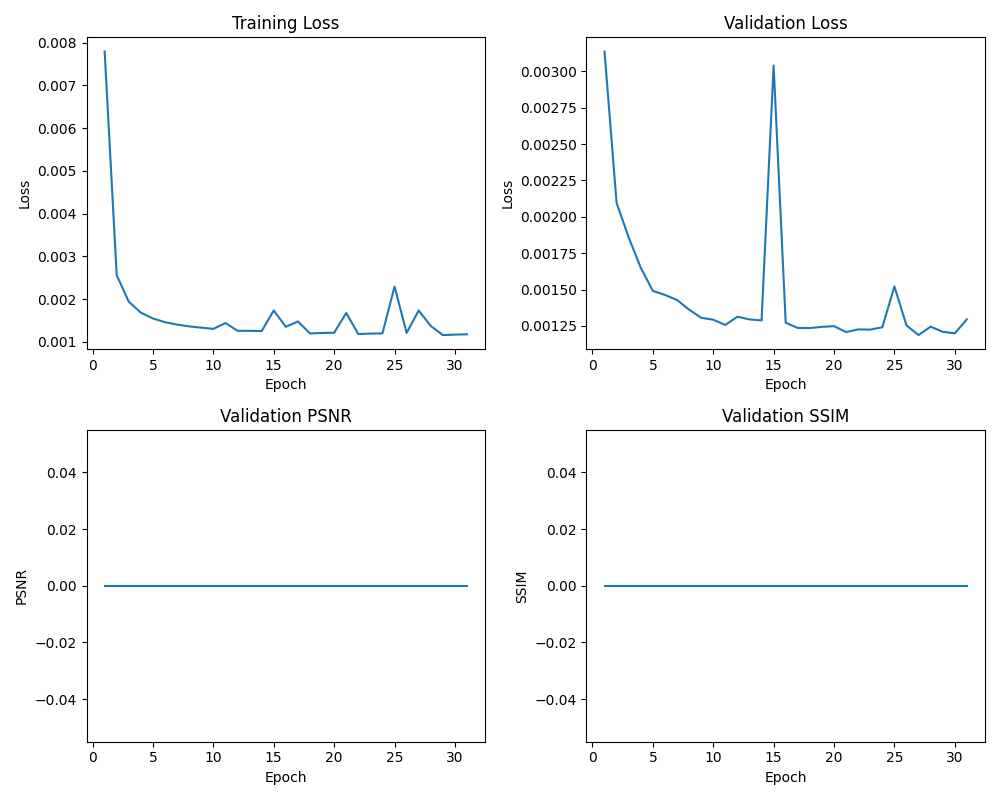 Training Loss
0.008
0.007
0.006
0.005
0.004
0.003
0.002
0.001
Loss
0 5 10 15 20 25 30
Epoch
Validation Loss
0.00300
0.00275
0.00250
0.00225
0.00200
0.00175
0.00150
0.00125
Loss
0 5 10 15 20 25 30
Epoch
Validation PSNR
0.04
0.02
0.00
−0.02
−0.04
PSNR
0 5 10 15 20 25 30
Epoch
Validation SSIM
0.04
0.02
0.00
−0.02
−0.04
SSIM
0 5 10 15 20 25 30
Epoch